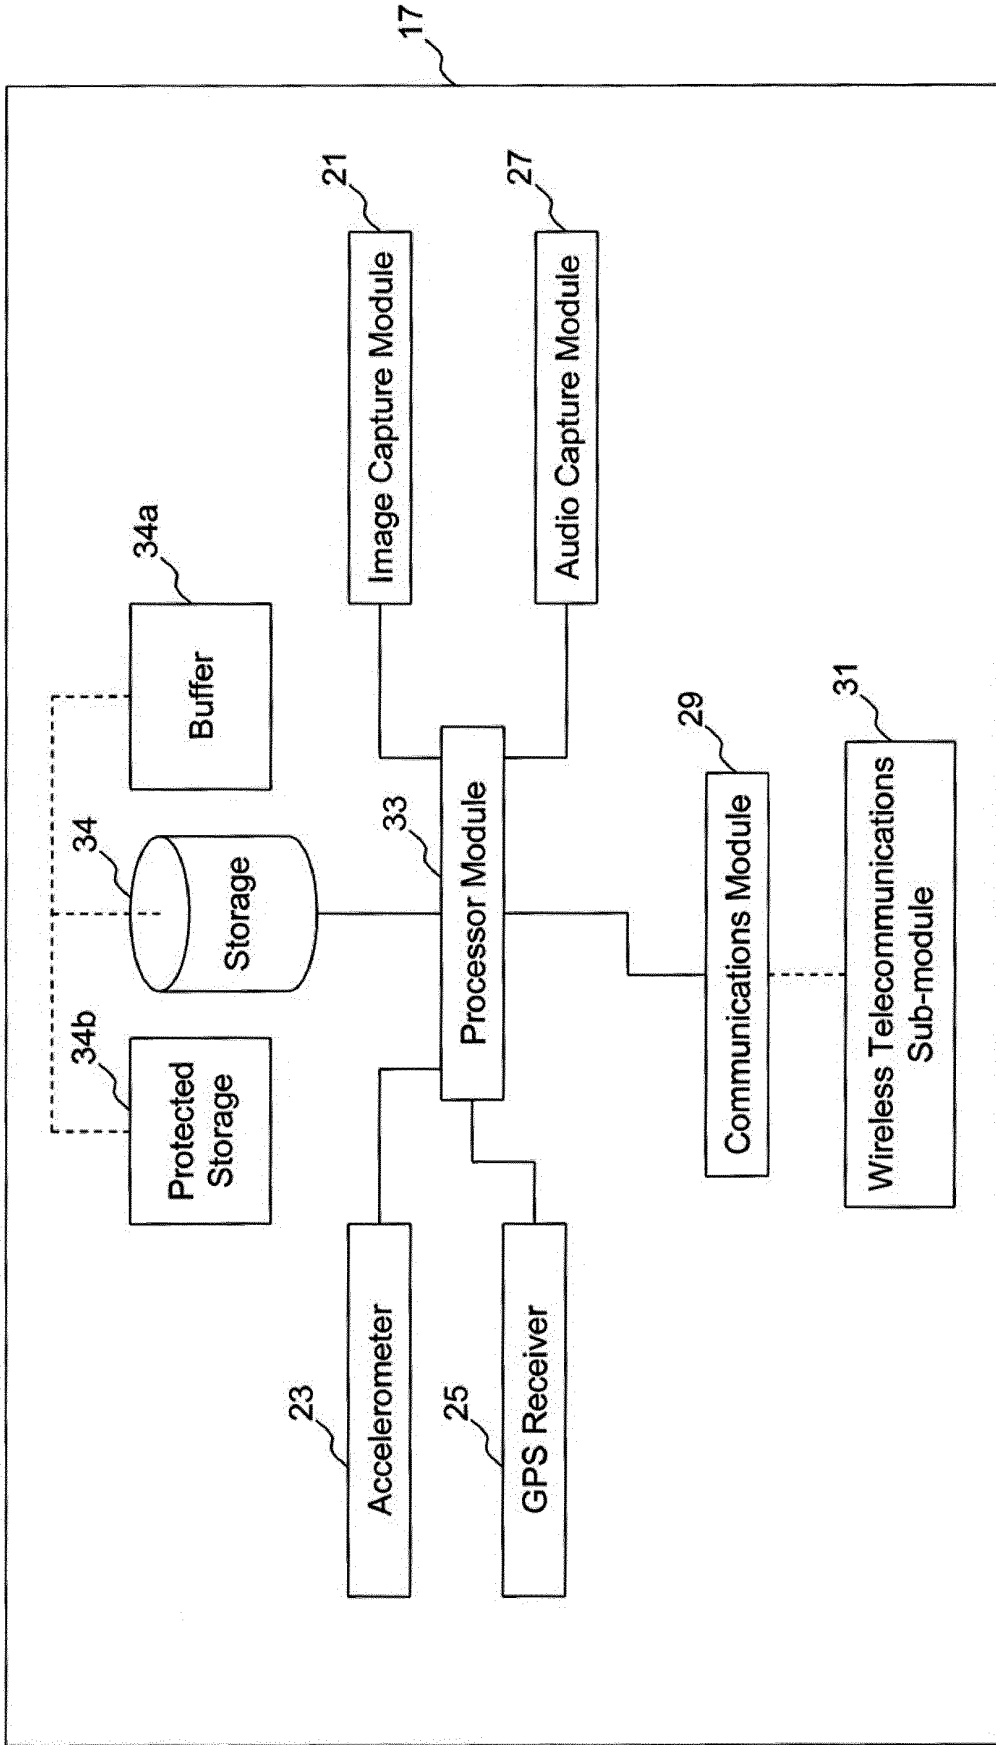 17
34b
Protected
Storage
34
Storage
34a
Buffer
23
Accelerometer
21
Image Capture Module
33
Processor Module
25
GPS Receiver
27
Audio Capture Module
29
Communications Module
31
Wireless Telecommunications
Sub-module